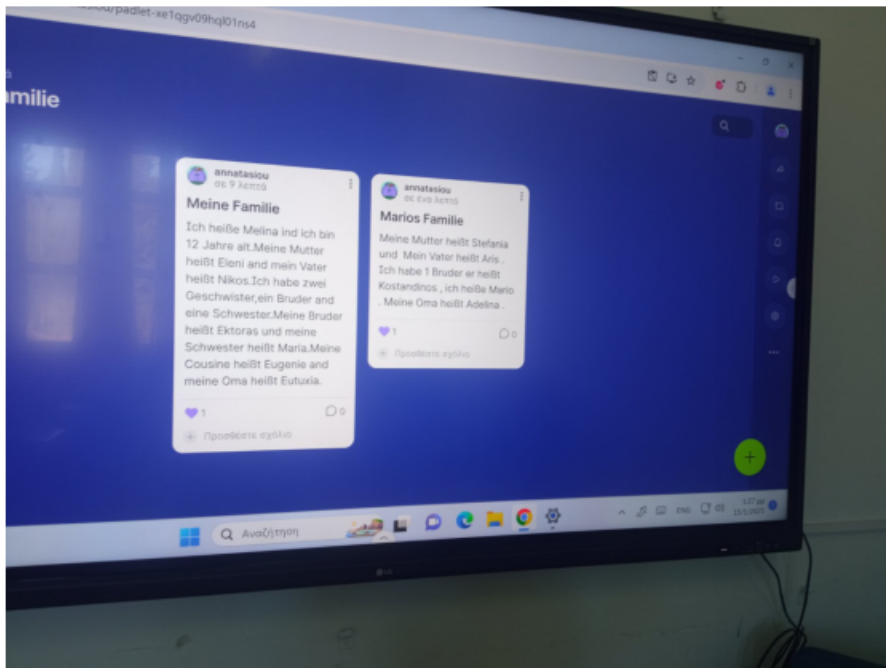 padlet-xe1qgv09hql01ns4
amilie
annatasiou
σε 9 λεπτά
Meine Familie
Ich heiße Melina ind ich bin
12 Jahre alt.Meine Mutter
heißt Eleni and mein Vater
heißt Nikos.Ich habe zwei
Geschwister,ein Bruder and
eine Schwester.Meine Bruder
heißt Ektoras und meine
Schwester heißt Maria.Meine
Cousine heißt Eugenie and
meine Oma heißt Eutuxia.
1
0
Προσθέστε σχόλιο
annatasiou
σε ένα λεπτό
Marios Familie
Meine Mutter heißt Stefania
und Mein Vater heißt Aris .
Ich habe 1 Bruder er heißt
Kostandinos , ich heiße Mario
. Meine Oma heißt Adelina .
1
0
Προσθέστε σχόλιο
Αναζήτηση
ENG
LG